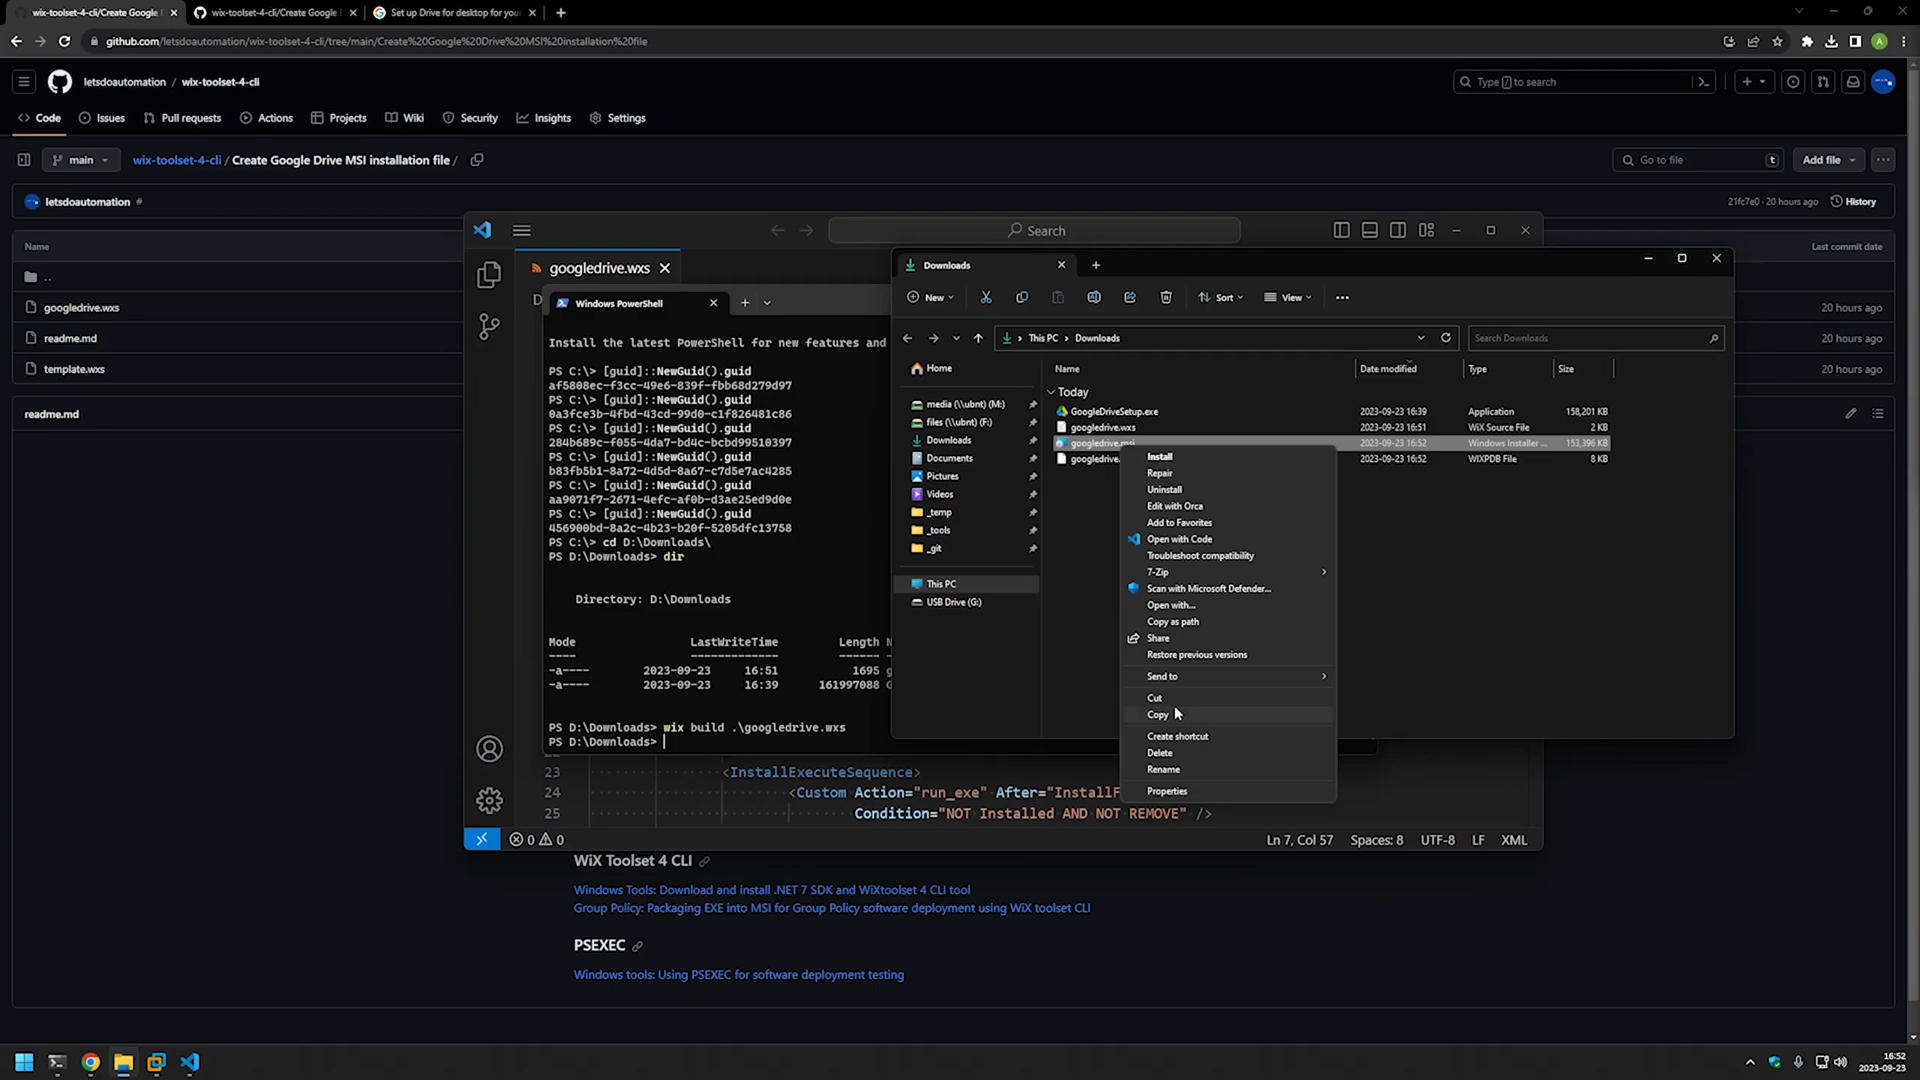 wix-toolset-4-cli/Create Google
wix-toolset-4-cli/Create Google
Set up Drive for desktop for you
github.com/letsdoautomation/wix-toolset-4-cli/tree/main/Create%20Google%20Drive%20MSI%20installation%20file
A
letsdoautomation / wix-toolset-4-cli
Type / to search
Code
Issues
Pull requests
Actions
Projects
Wiki
Security
Insights
Settings
main
wix-toolset-4-cli / Create Google Drive MSI installation file /
Go to file
t
Add file
letsdoautomation
21fc7e0 · 20 hours ago
History
Name
Last commit date
..
googledrive.wxs
20 hours ago
readme.md
20 hours ago
template.wxs
20 hours ago
readme.md
Search
googledrive.wxs
D
Windows PowerShell
Install the latest PowerShell for new features and
PS C:\> [guid]::NewGuid().guid
af5808ec-f3cc-49e6-839f-fbb68d279d97
PS C:\> [guid]::NewGuid().guid
0a3fce3b-4fbd-43cd-99d0-c1f826481c86
PS C:\> [guid]::NewGuid().guid
284b689c-f055-4da7-bd4c-bcbd99510397
PS C:\> [guid]::NewGuid().guid
b83fb5b1-8a72-4d5d-8a67-c7d5e7ac4285
PS C:\> [guid]::NewGuid().guid
aa9071f7-2671-4efc-af0b-d3ae25ed9d0e
PS C:\> [guid]::NewGuid().guid
456900bd-8a2c-4b23-b20f-5205dfc13758
PS C:\> cd D:\Downloads\
PS D:\Downloads> dir
Directory: D:\Downloads
Mode LastWriteTime Length N
---- ------------- ------ -
-a---- 2023-09-23 16:51 1695 g
-a---- 2023-09-23 16:39 161997088 G
PS D:\Downloads> wix build .\googledrive.wxs
PS D:\Downloads>
23 <InstallExecuteSequence>
24 <Custom Action="run_exe" After="InstallF
25 Condition="NOT Installed AND NOT REMOVE" />
0 0
Ln 7, Col 57
Spaces: 8
UTF-8
LF
XML
Downloads
New
Sort
View
This PC
Downloads
Search Downloads
Home
media (\\ubnt) (M:)
files (\\ubnt) (F:)
Downloads
Documents
Pictures
Videos
_temp
_tools
_git
This PC
USB Drive (G:)
Name
Date modified
Type
Size
Today
GoogleDriveSetup.exe 2023-09-23 16:39 Application 158,201 KB
googledrive.wxs 2023-09-23 16:51 WiX Source File 2 KB
googledrive.msi 2023-09-23 16:52 Windows Installer ... 153,396 KB
googledrive. 2023-09-23 16:52 WIXPDB File 8 KB
Install
Repair
Uninstall
Edit with Orca
Add to Favorites
Open with Code
Troubleshoot compatibility
7-Zip
Scan with Microsoft Defender...
Open with...
Copy as path
Share
Restore previous versions
Send to
Cut
Copy
Create shortcut
Delete
Rename
Properties
WiX Toolset 4 CLI
Windows Tools: Download and install .NET 7 SDK and WiXtoolset 4 CLI tool
Group Policy: Packaging EXE into MSI for Group Policy software deployment using WiX toolset CLI
PSEXEC
Windows tools: Using PSEXEC for software deployment testing
16:52
2023-09-23